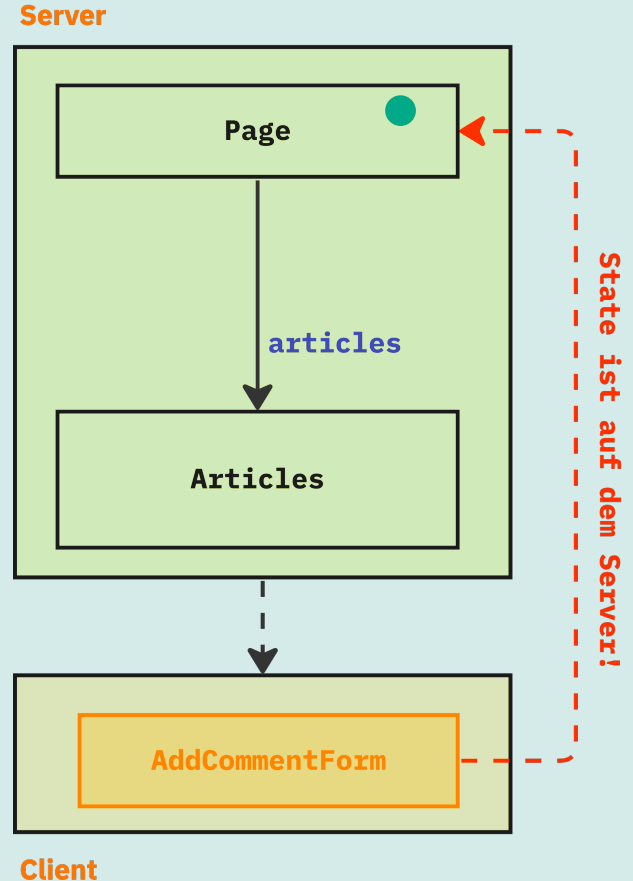 Server
Page
articles
State ist auf dem Server!
Articles
AddCommentForm
Client